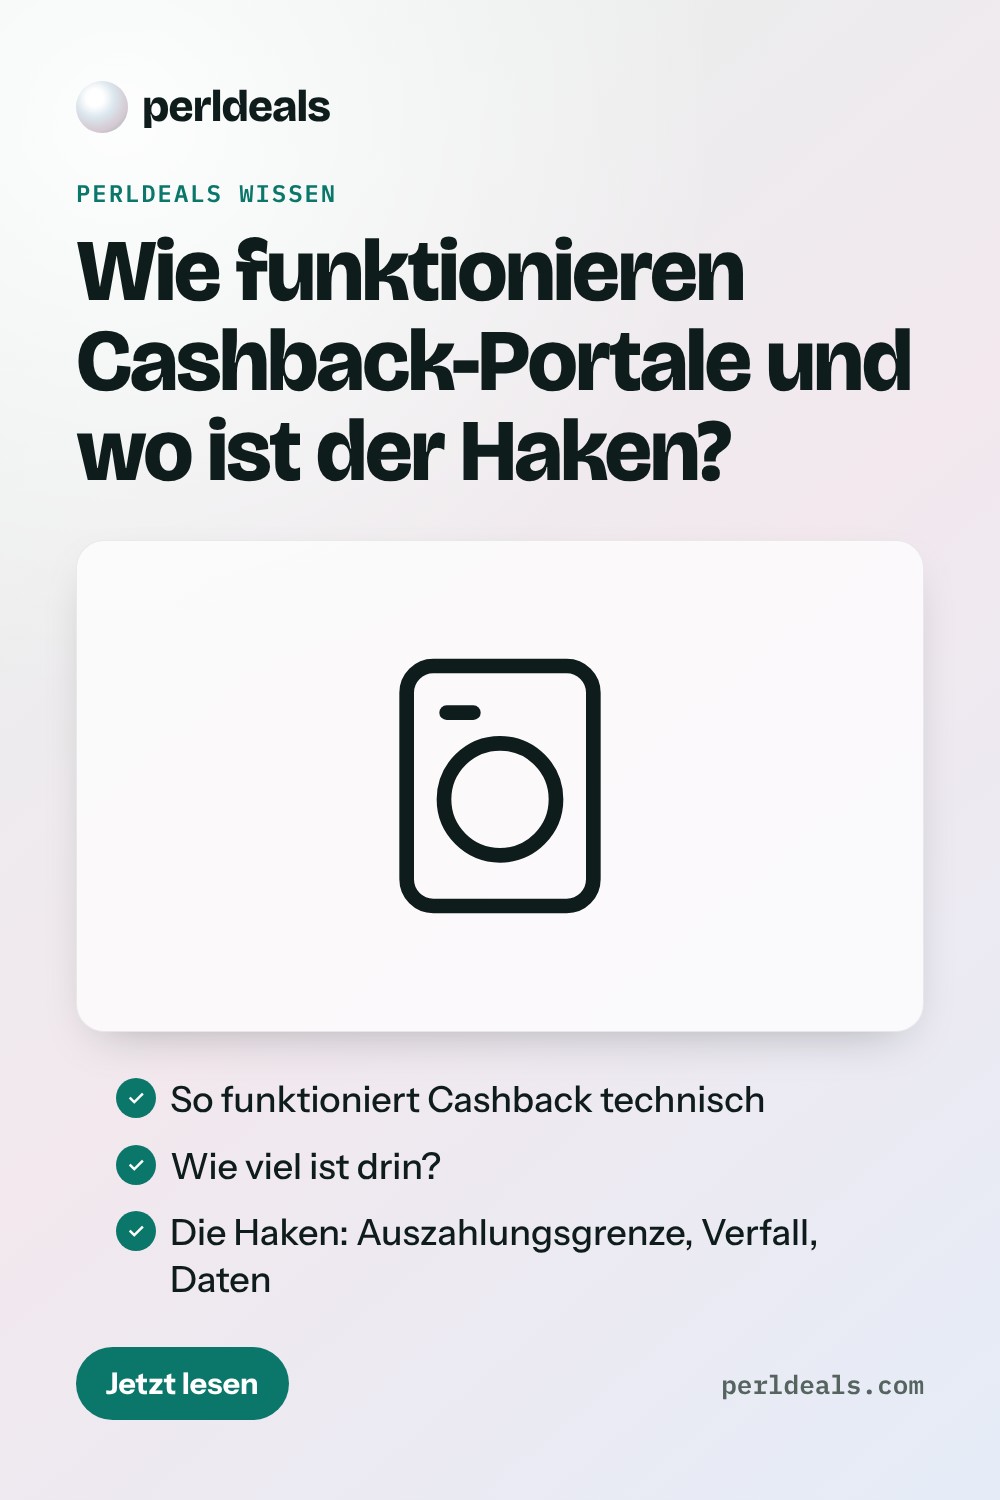 perldeals
PERLDEALS WISSEN
Wie funktionieren
Cashback-Portale und
wo ist der Haken?
So funktioniert Cashback technisch
Wie viel ist drin?
Die Haken: Auszahlungsgrenze, Verfall,
Daten
Jetzt lesen
perldeals.com